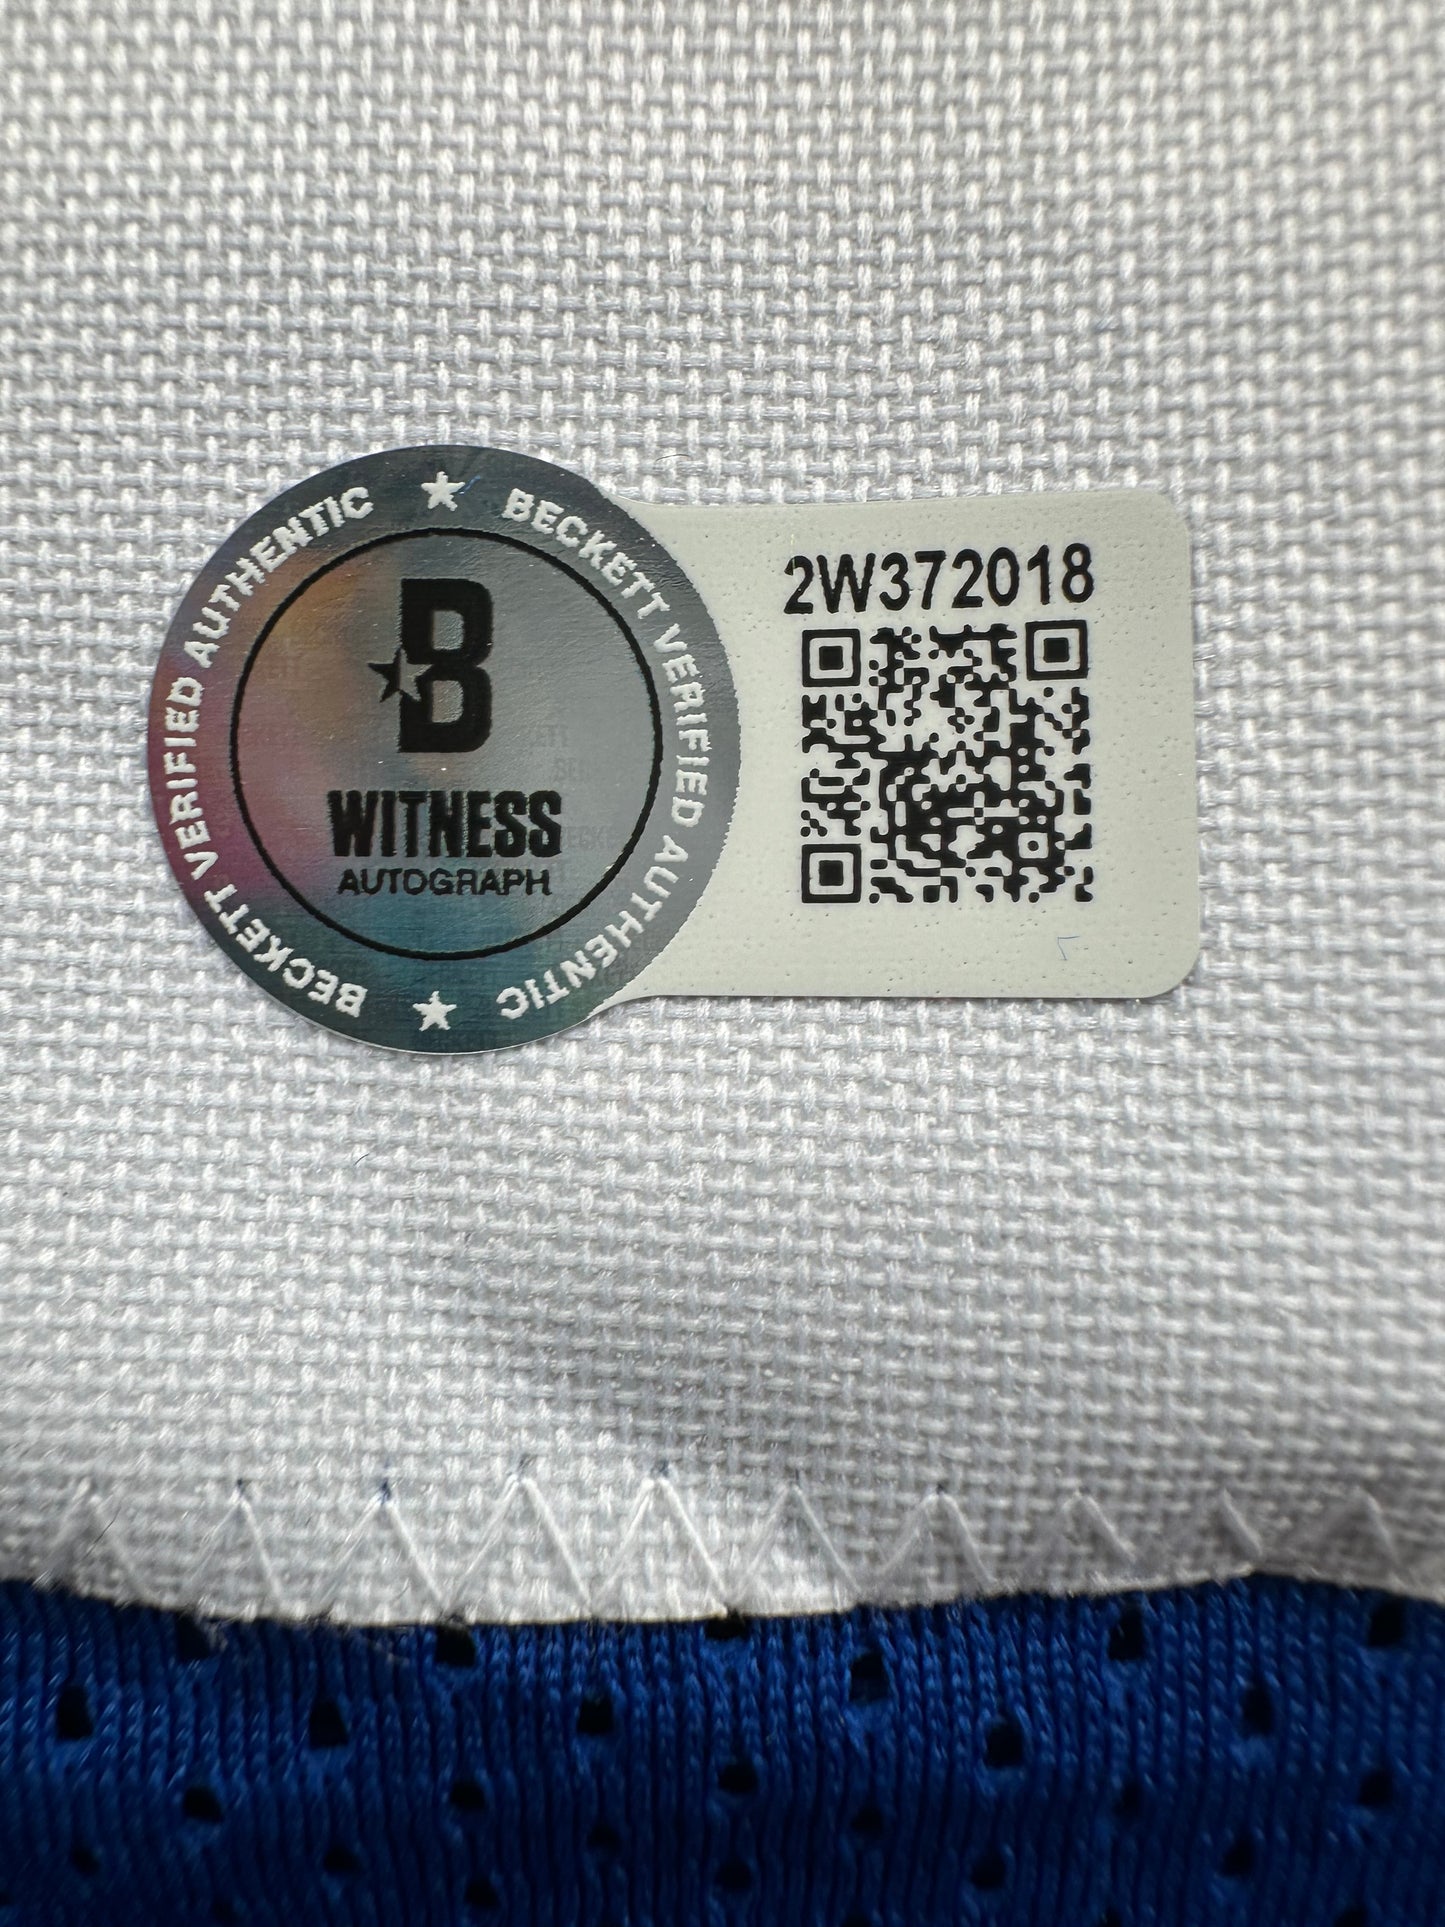 BECKETT VERIFIED AUTHENTIC
★
BECKETT VERIFIED AUTHENTIC
★
B
WITNESS
AUTOGRAPH
2W372018